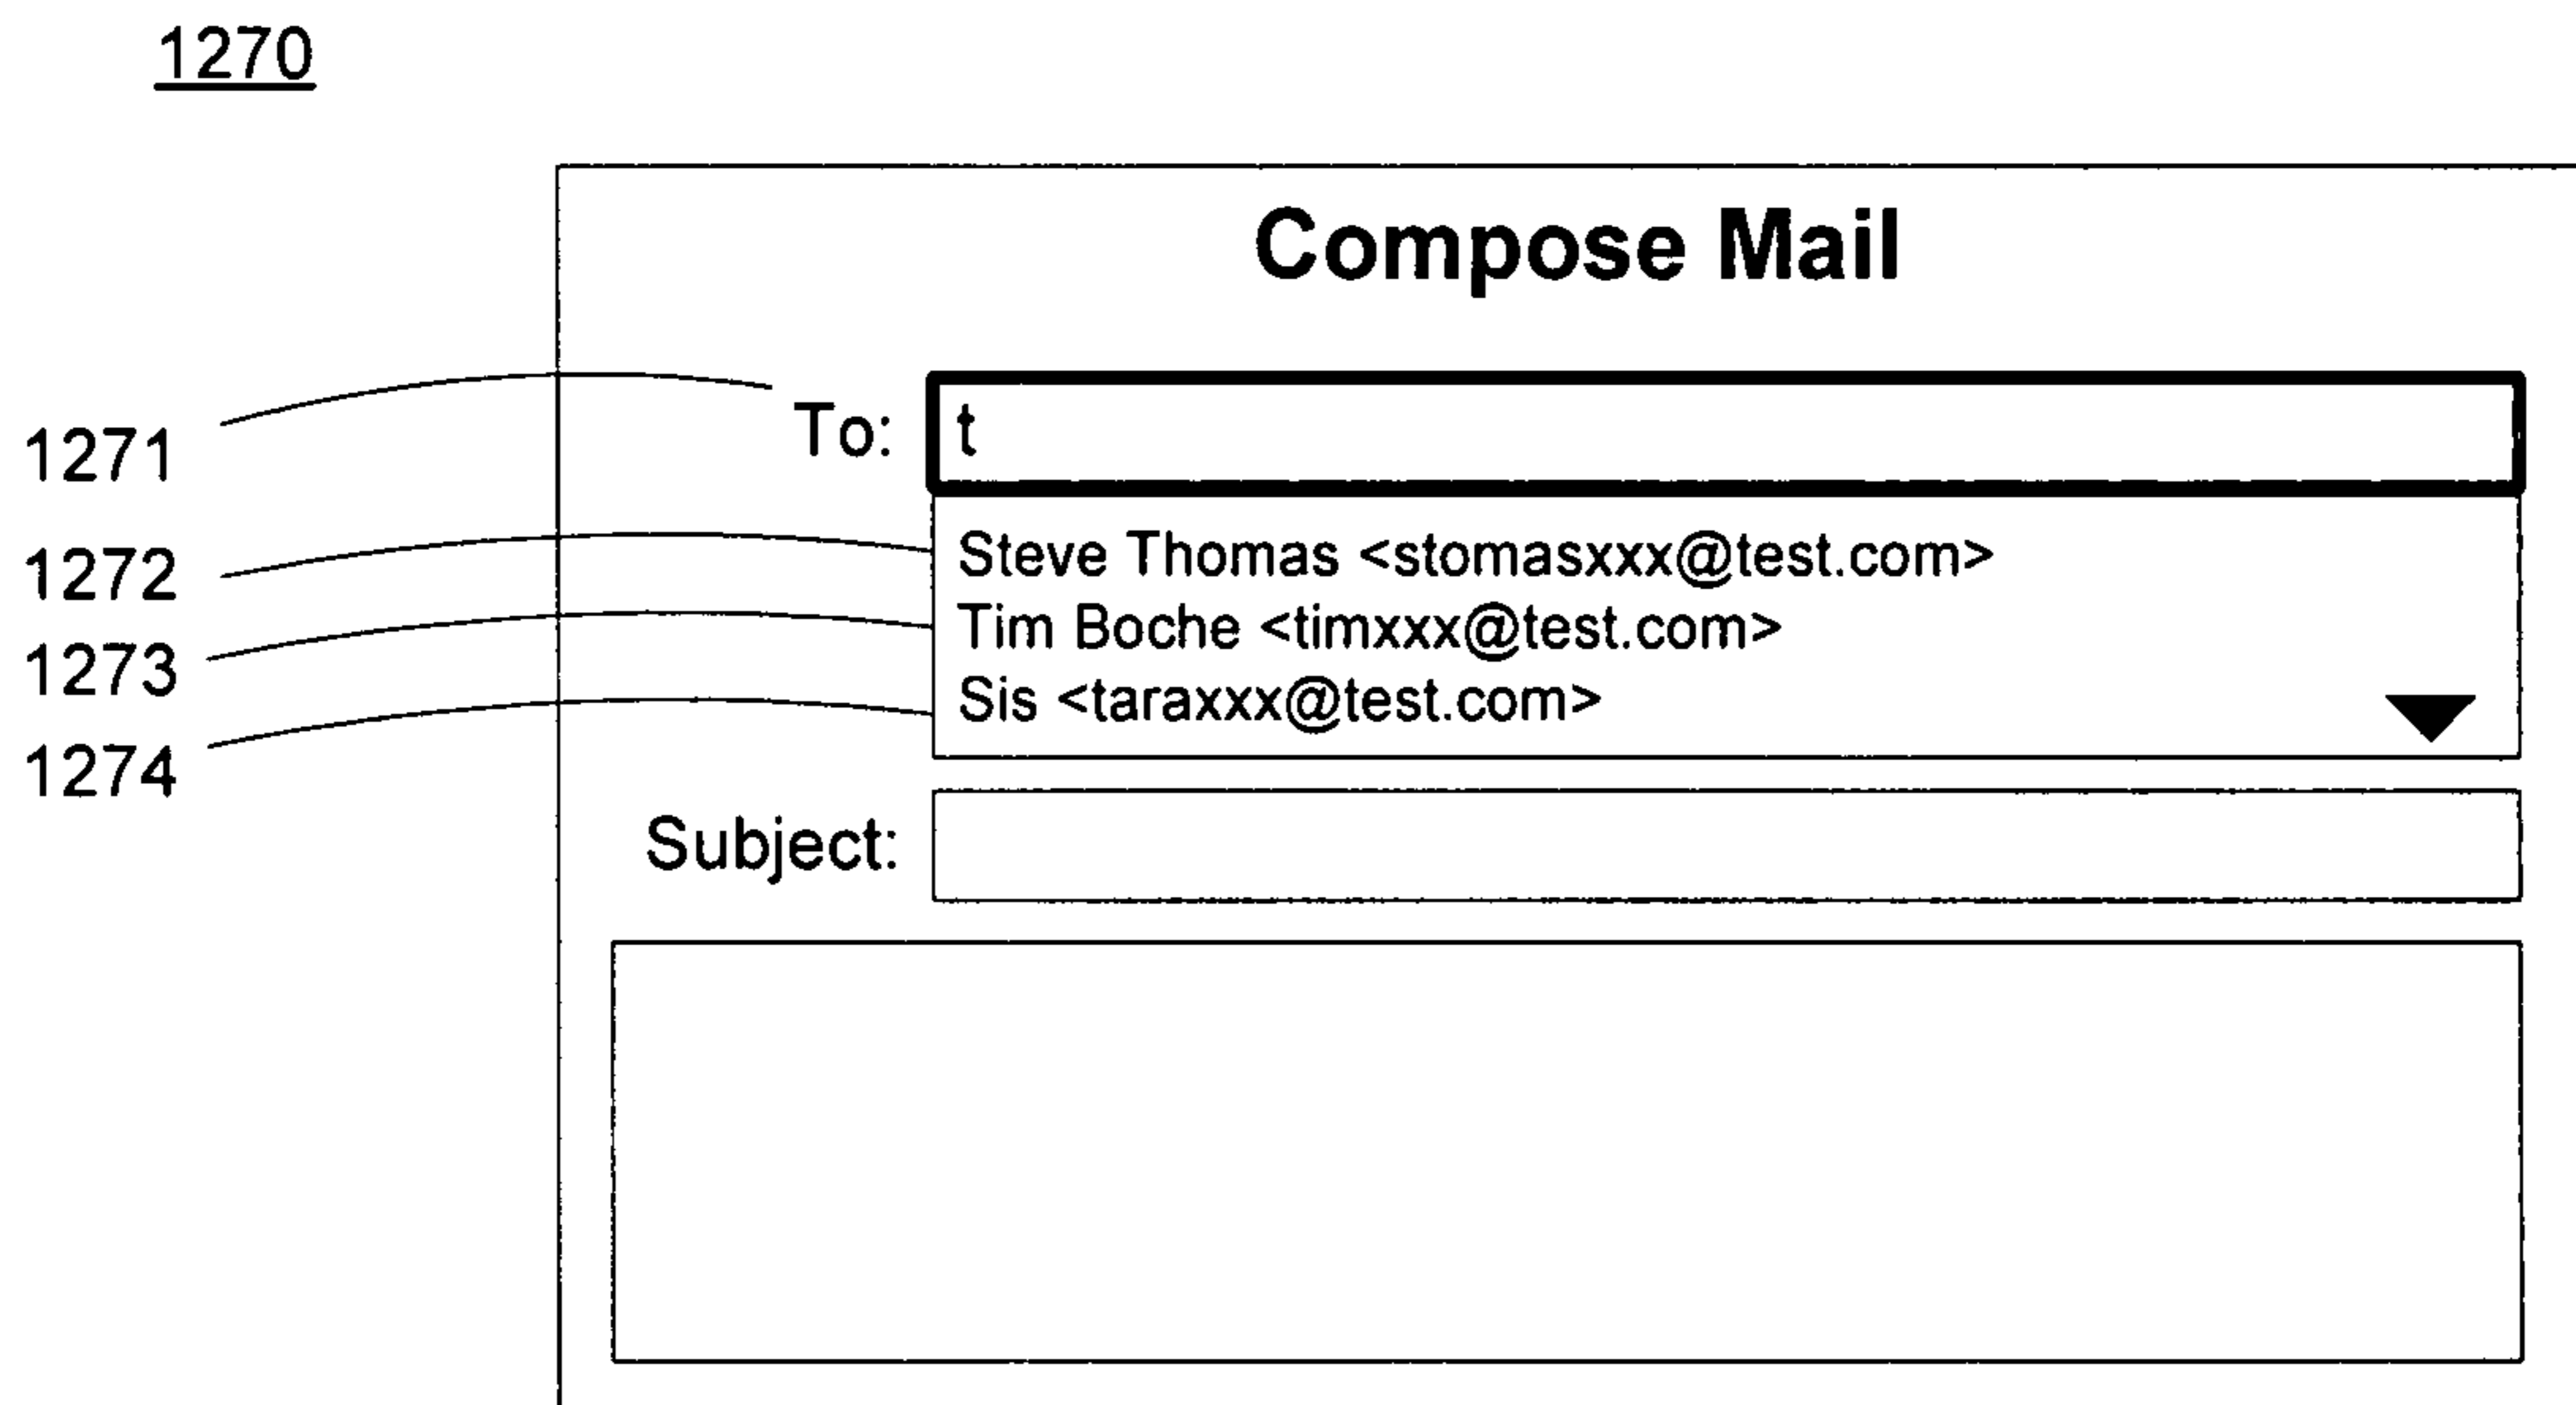 1270
Compose Mail
1271
To: t
1272
Steve Thomas <stomasxxx@test.com>
1273
Tim Boche <timxxx@test.com>
1274
Sis <taraxxx@test.com>
Subject: